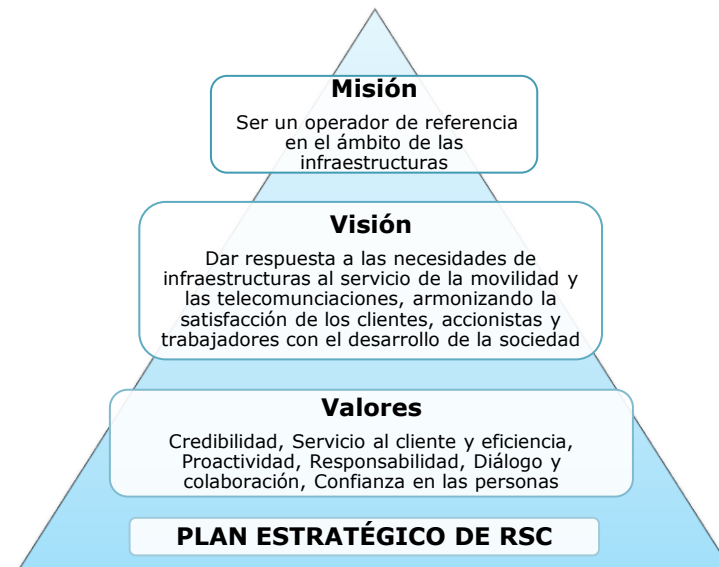 Misión
Ser un operador de referencia
en el ámbito de las
infraestructuras
Visión
Dar respuesta a las necesidades de
infraestructuras al servicio de la movilidad y
las telecomunciaciones, armonizando la
satisfacción de los clientes, accionistas y
trabajadores con el desarrollo de la sociedad
Valores
Credibilidad, Servicio al cliente y eficiencia,
Proactividad, Responsabilidad, Diálogo y
colaboración, Confianza en las personas
PLAN ESTRATÉGICO DE RSC